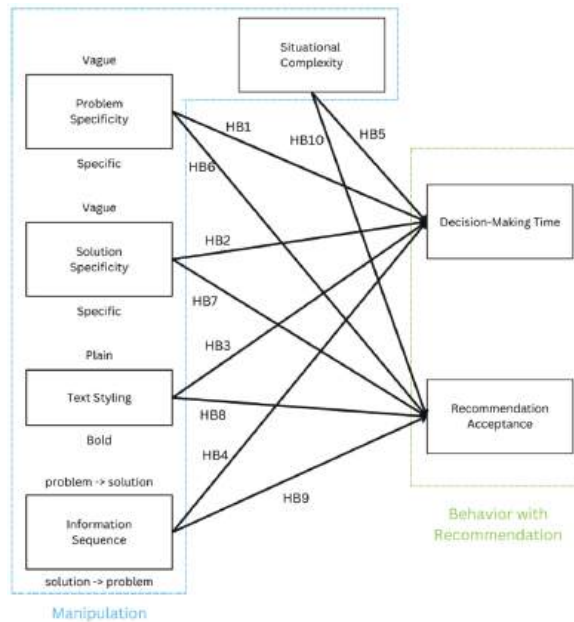 Situational
Complexity
Vague
Problem
Specificity
Specific
HB1
HB10
HB5
HB6
Vague
Solution
Specificity
Specific
HB2
HB7
Decision-Making Time
Plain
Text Styling
Bold
HB3
HB8
Recommendation
Acceptance
problem -> solution
Information
Sequence
solution -> problem
HB4
HB9
Behavior with
Recommendation
Manipulation